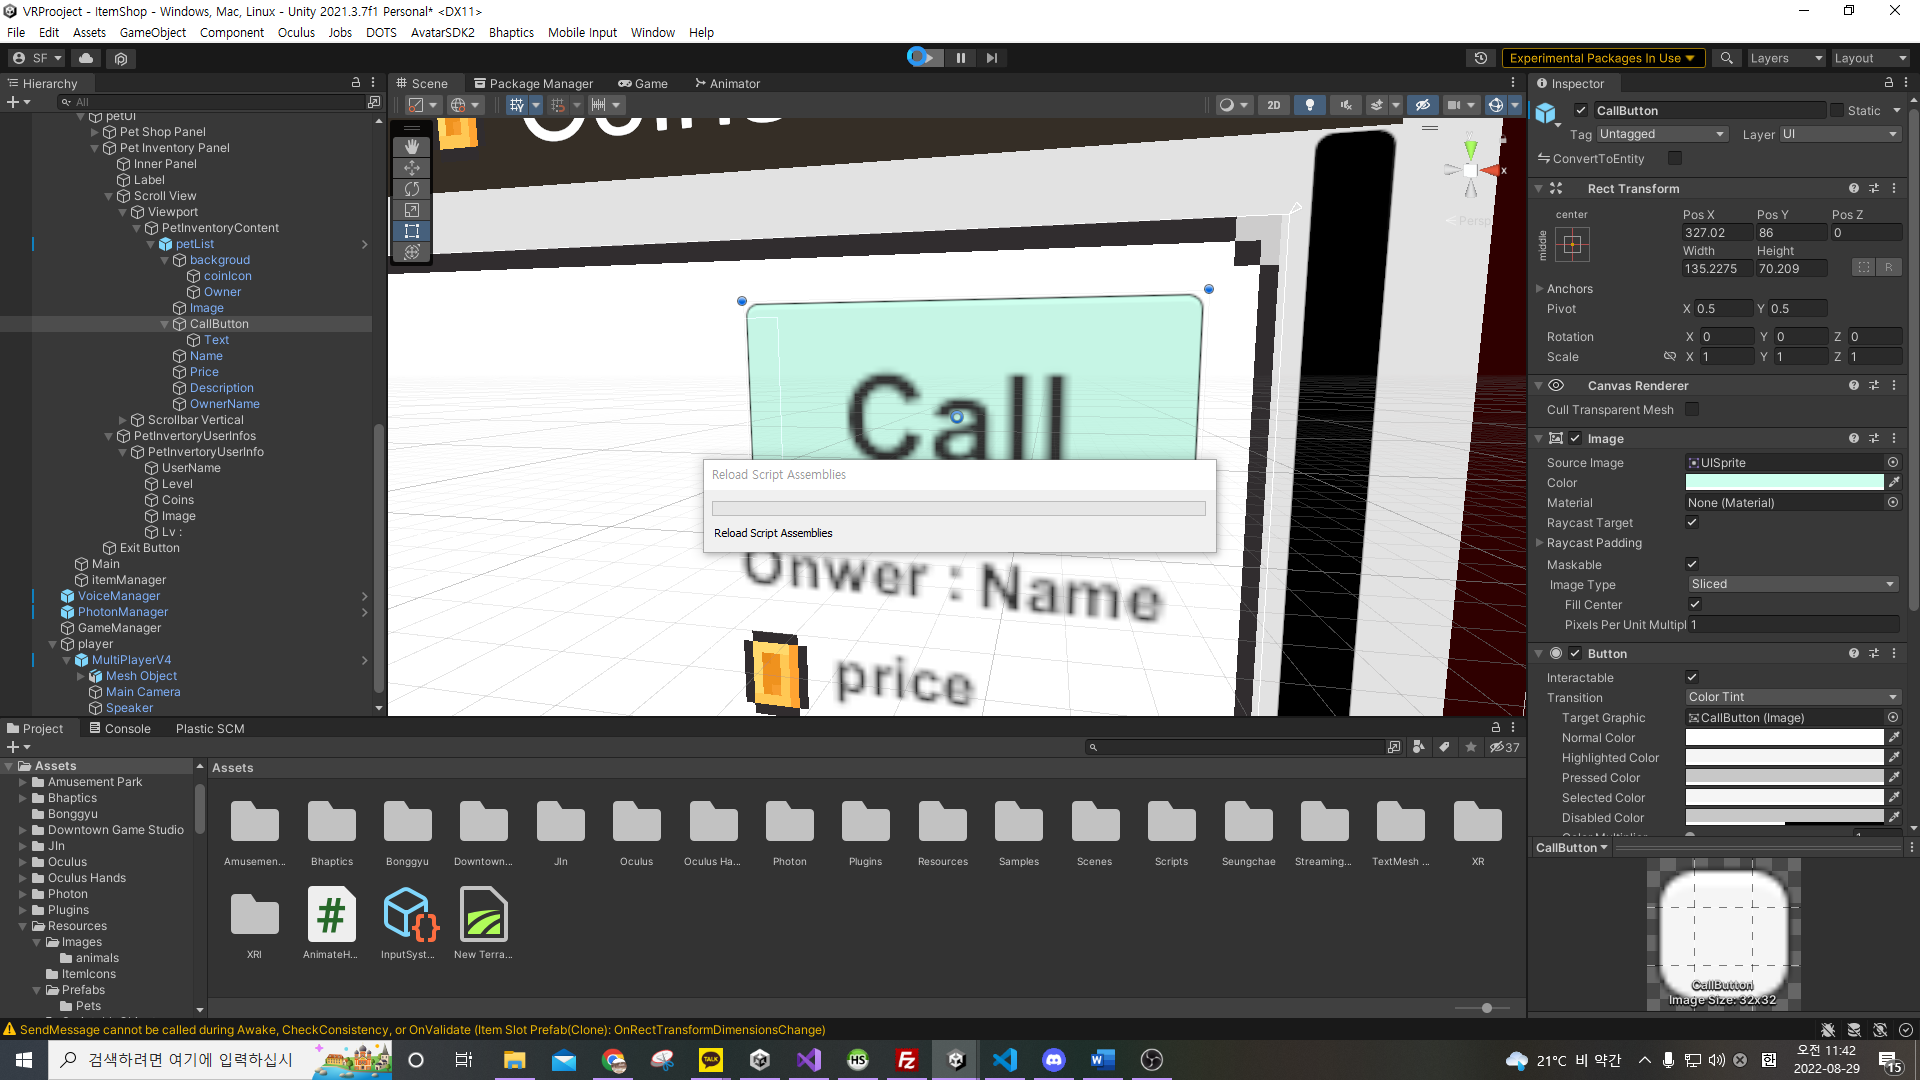 VRProoject - ItemShop - Windows, Mac, Linux - Unity 2021.3.7f1 Personal* <DX11>
File Edit Assets GameObject Component Oculus Jobs DOTS AvatarSDK2 Bhaptics Mobile Input Window Help
SF
Experimental Packages In Use
Layers
Layout
Hierarchy
All
petUI
Pet Shop Panel
Pet Inventory Panel
Inner Panel
Label
Scroll View
Viewport
PetInventoryContent
petList
backgroud
coinIcon
Owner
Image
CallButton
Text
Name
Price
Description
OwnerName
Scrollbar Vertical
PetInvertoryUserInfos
PetInventoryUserInfo
UserName
Level
Coins
Image
Lv :
Exit Button
Main
itemManager
VoiceManager
PhotonManager
GameManager
player
MultiPlayerV4
Mesh Object
Main Camera
Speaker
Scene Package Manager Game Animator
2D
Coins
x
Persp
Call
Reload Script Assemblies
Reload Script Assemblies
Onwer : Name
price
Inspector
CallButton Static
Tag Untagged Layer UI
ConvertToEntity
Rect Transform
center
middle
Pos X Pos Y Pos Z
327.02 86 0
Width Height
135.2275 70.209
R
Anchors
Pivot X 0.5 Y 0.5
Rotation X 0 Y 0 Z 0
Scale X 1 Y 1 Z 1
Canvas Renderer
Cull Transparent Mesh
Image
Source Image UISprite
Color
Material None (Material)
Raycast Target
Raycast Padding
Maskable
Image Type Sliced
Fill Center
Pixels Per Unit Multipl 1
Button
Interactable
Transition Color Tint
Target Graphic CallButton (Image)
Normal Color
Highlighted Color
Pressed Color
Selected Color
Disabled Color
CallButton
CallButton
Image Size: 32x32
Project Console Plastic SCM
37
Assets
Amusement Park
Bhaptics
Bonggyu
Downtown Game Studio
JIn
Oculus
Oculus Hands
Photon
Plugins
Resources
Images
animals
ItemIcons
Prefabs
Pets
Assets
Amusemen... Bhaptics Bonggyu Downtown... JIn Oculus Oculus Ha... Photon Plugins Resources Samples Scenes Scripts Seungchae Streaming... TextMesh ... XR
XRI AnimateH... InputSyst... New Terra...
SendMessage cannot be called during Awake, CheckConsistency, or OnValidate (Item Slot Prefab(Clone): OnRectTransformDimensionsChange)
검색하려면 여기에 입력하십시
TALK
HS
21°C 비 약간
오전 11:42
2022-08-29
15